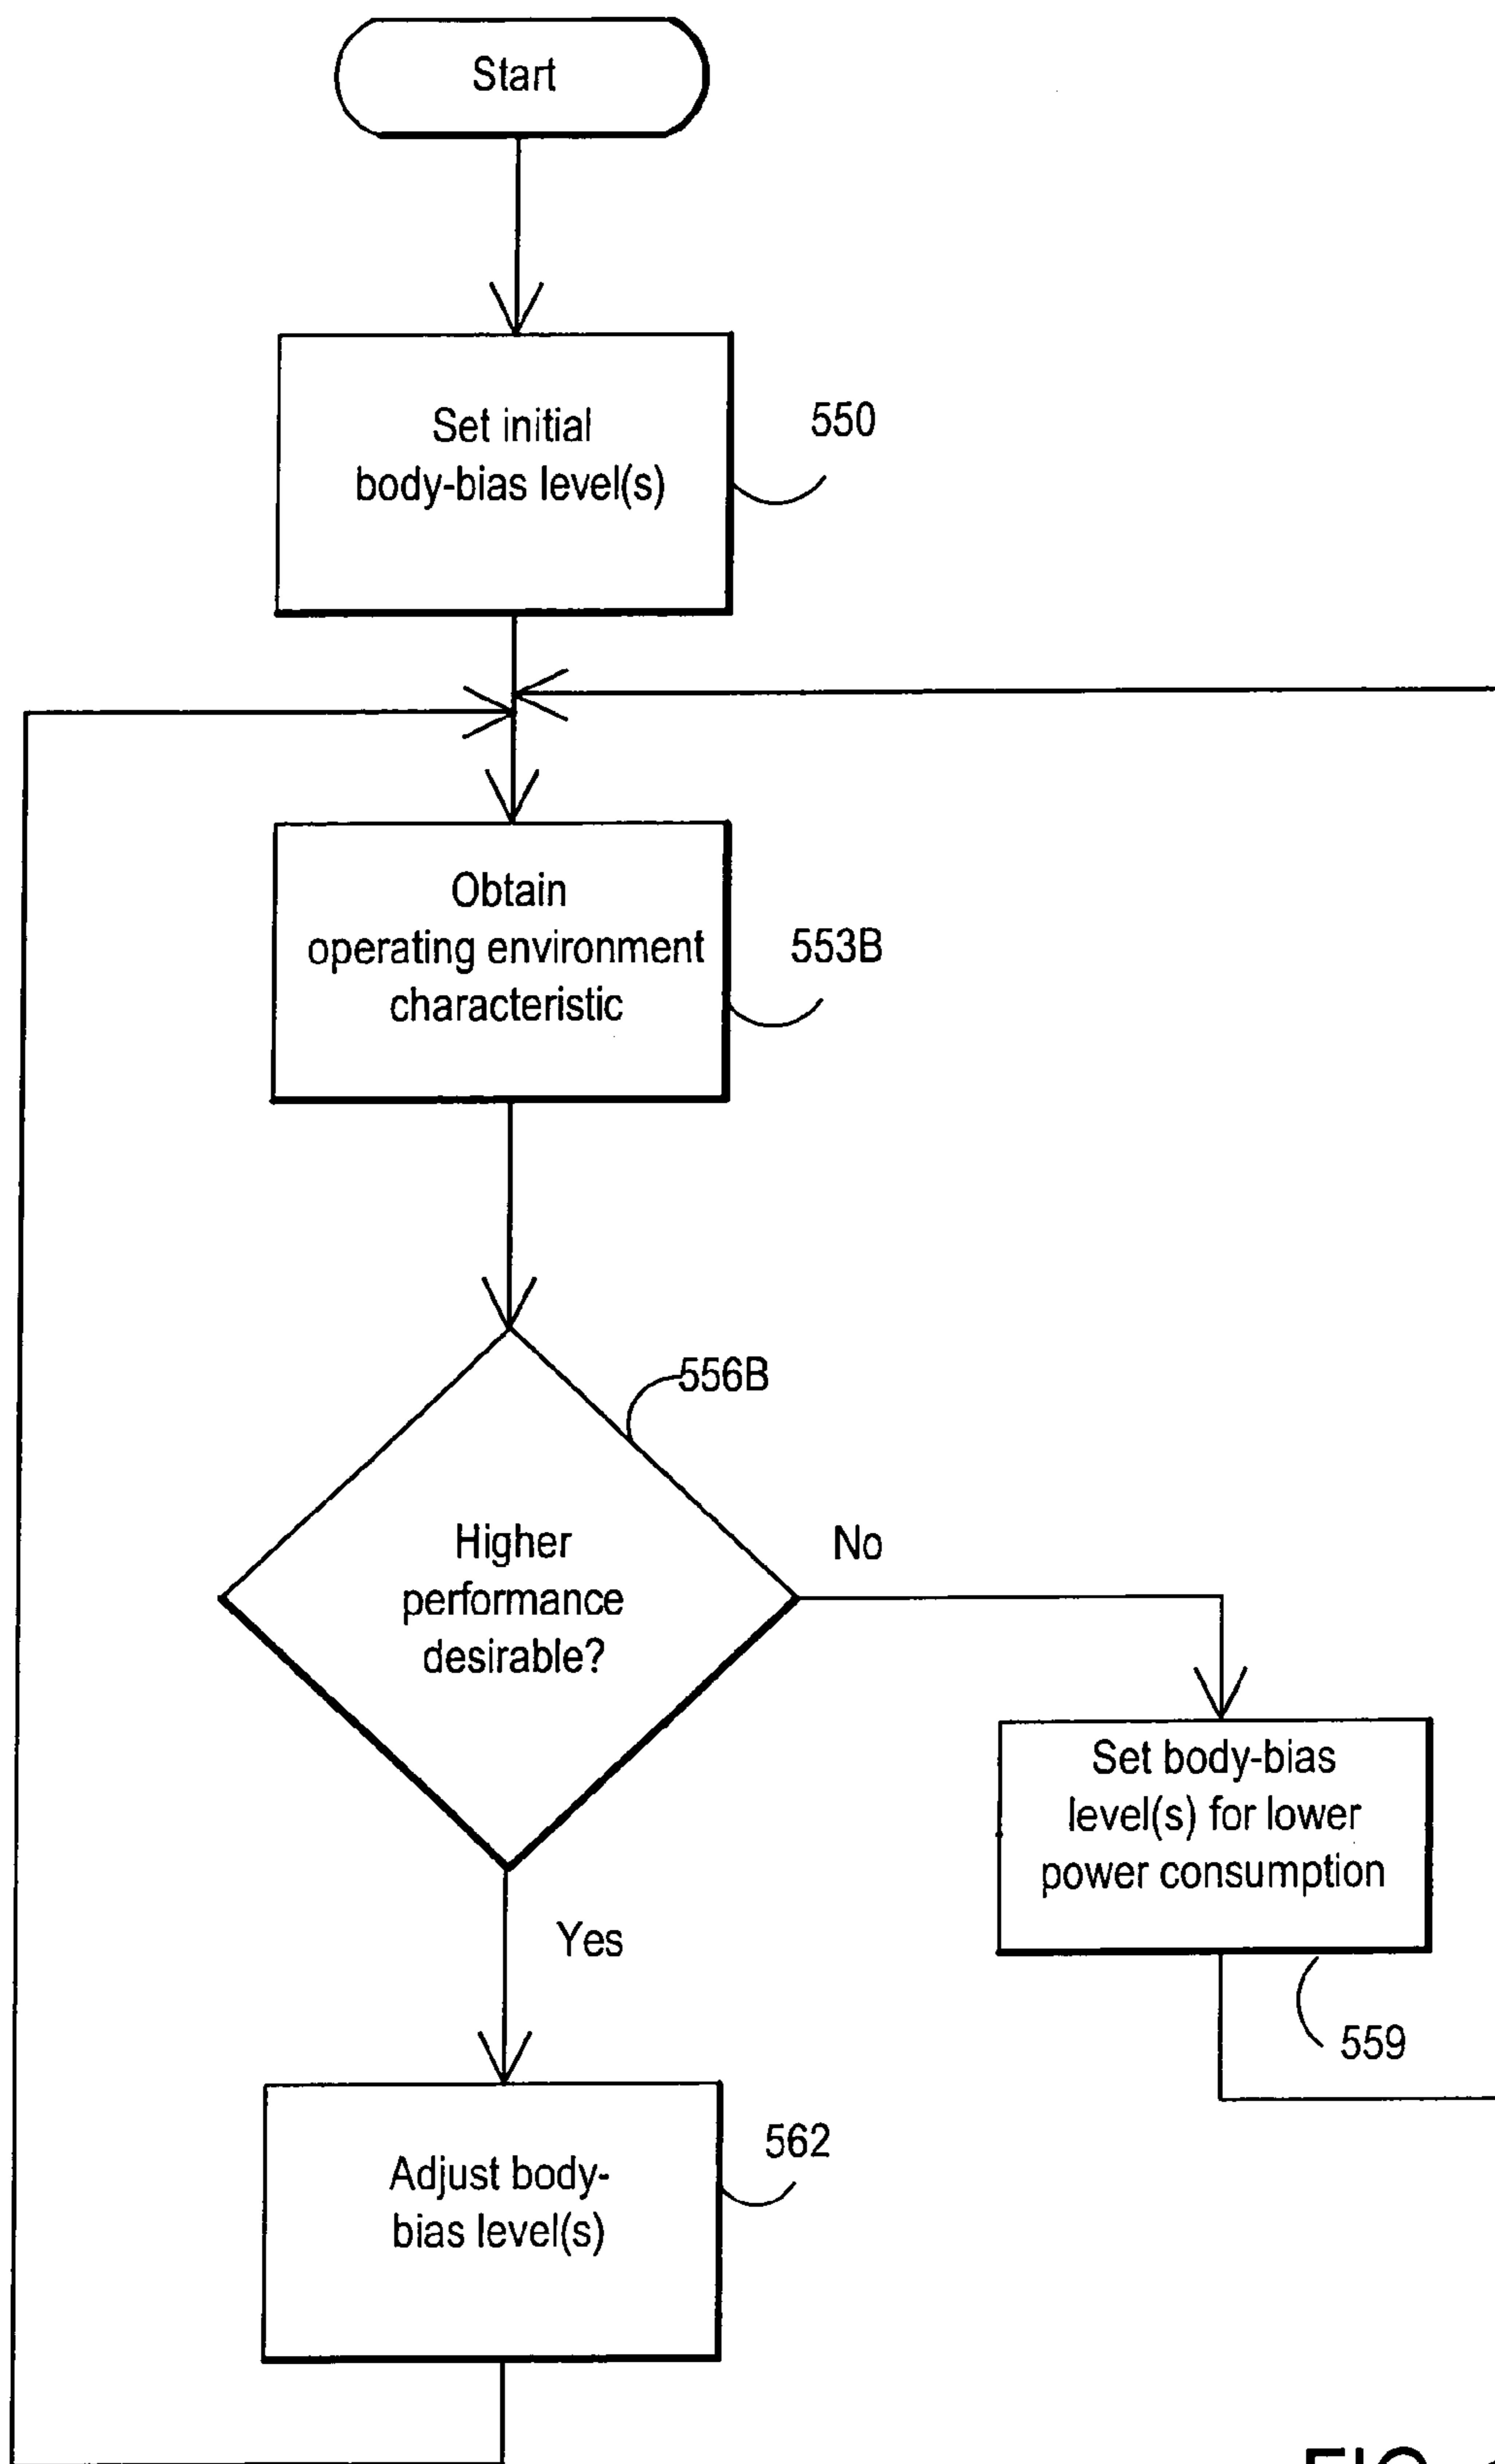 Start
Set initial
body-bias level(s)
550
Obtain
operating environment
characteristic
553B
556B
Higher
performance
desirable?
No
Set body-bias
level(s) for lower
power consumption
559
Yes
Adjust body-
bias level(s)
562
FIG.